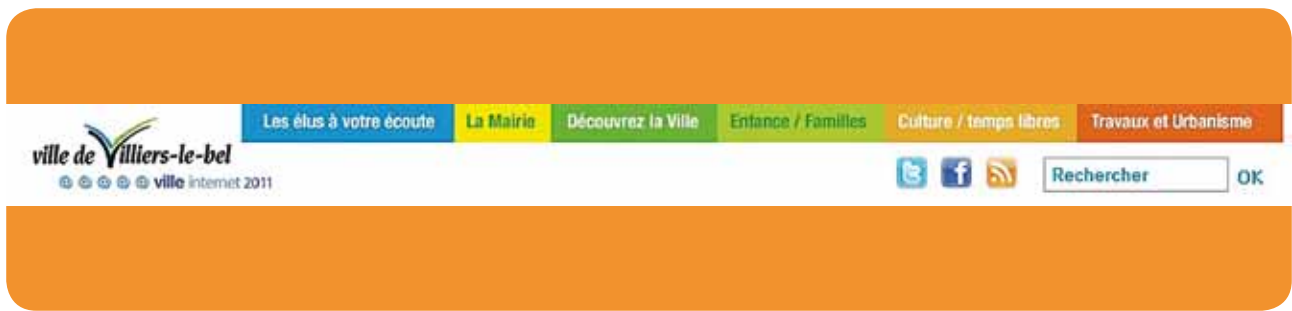 Les élus à votre écoute La Mairie Découvrez la Ville Enfance / Familles Culture / temps libres Travaux et Urbanisme
ville de Villiers-le-bel
@ @ @ @ @ ville internet 2011
Rechercher OK